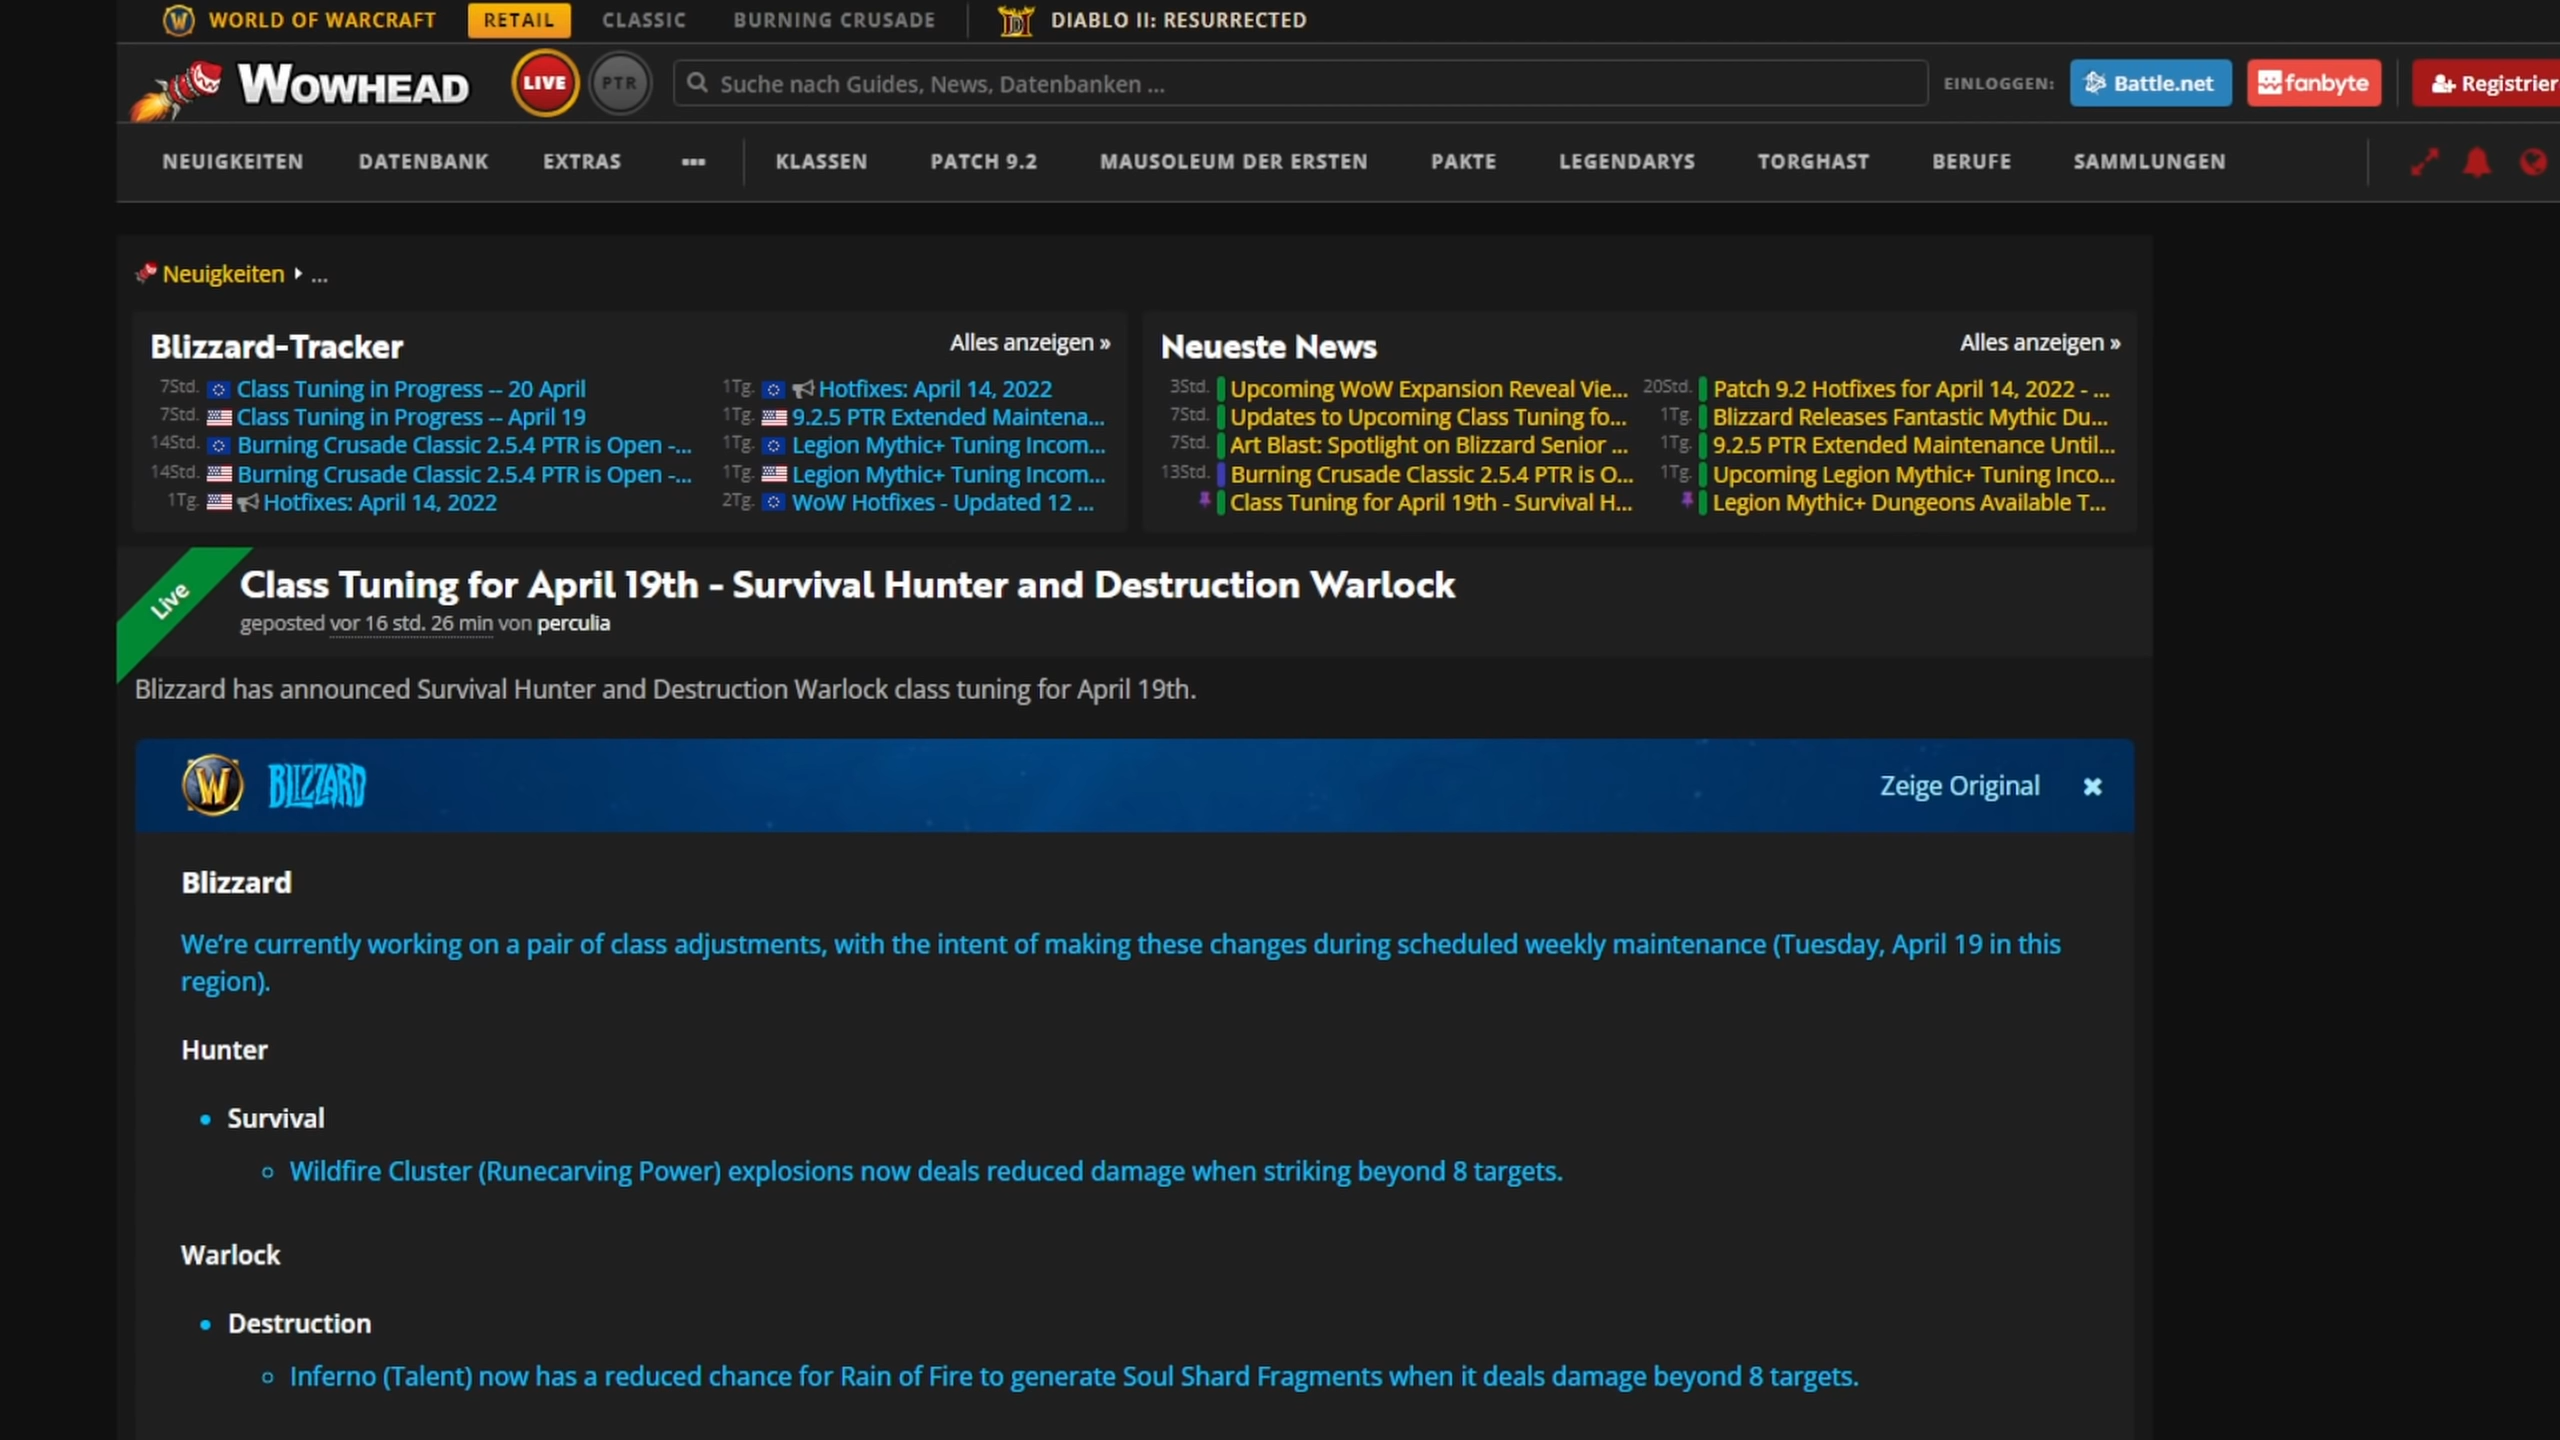 WORLD OF WARCRAFT RETAIL CLASSIC BURNING CRUSADE DIABLO II: RESURRECTED
WOWHEAD LIVE PTR Suche nach Guides, News, Datenbanken ... EINLOGGEN: Battle.net fanbyte Registrier
NEUIGKEITEN DATENBANK EXTRAS ••• KLASSEN PATCH 9.2 MAUSOLEUM DER ERSTEN PAKTE LEGENDARYS TORGHAST BERUFE SAMMLUNGEN
Neuigkeiten ...
Blizzard-Tracker Alles anzeigen »
7Std. Class Tuning in Progress -- 20 April
7Std. Class Tuning in Progress -- April 19
14Std. Burning Crusade Classic 2.5.4 PTR is Open -...
14Std. Burning Crusade Classic 2.5.4 PTR is Open -...
1Tg. Hotfixes: April 14, 2022
1Tg. Hotfixes: April 14, 2022
1Tg. 9.2.5 PTR Extended Maintena...
1Tg. Legion Mythic+ Tuning Incom...
1Tg. Legion Mythic+ Tuning Incom...
2Tg. WoW Hotfixes - Updated 12 ...
Neueste News Alles anzeigen »
3Std. Upcoming WoW Expansion Reveal Vie...
7Std. Updates to Upcoming Class Tuning fo...
7Std. Art Blast: Spotlight on Blizzard Senior ...
13Std. Burning Crusade Classic 2.5.4 PTR is O...
Class Tuning for April 19th - Survival H...
20Std. Patch 9.2 Hotfixes for April 14, 2022 - ...
1Tg. Blizzard Releases Fantastic Mythic Du...
1Tg. 9.2.5 PTR Extended Maintenance Until...
1Tg. Upcoming Legion Mythic+ Tuning Inco...
Legion Mythic+ Dungeons Available T...
Live
Class Tuning for April 19th - Survival Hunter and Destruction Warlock
geposted vor 16 std. 26 min von perculia
Blizzard has announced Survival Hunter and Destruction Warlock class tuning for April 19th.
W BLIZZARD Zeige Original ✖
Blizzard
We’re currently working on a pair of class adjustments, with the intent of making these changes during scheduled weekly maintenance (Tuesday, April 19 in this
region).
Hunter
• Survival
◦ Wildfire Cluster (Runecarving Power) explosions now deals reduced damage when striking beyond 8 targets.
Warlock
• Destruction
◦ Inferno (Talent) now has a reduced chance for Rain of Fire to generate Soul Shard Fragments when it deals damage beyond 8 targets.